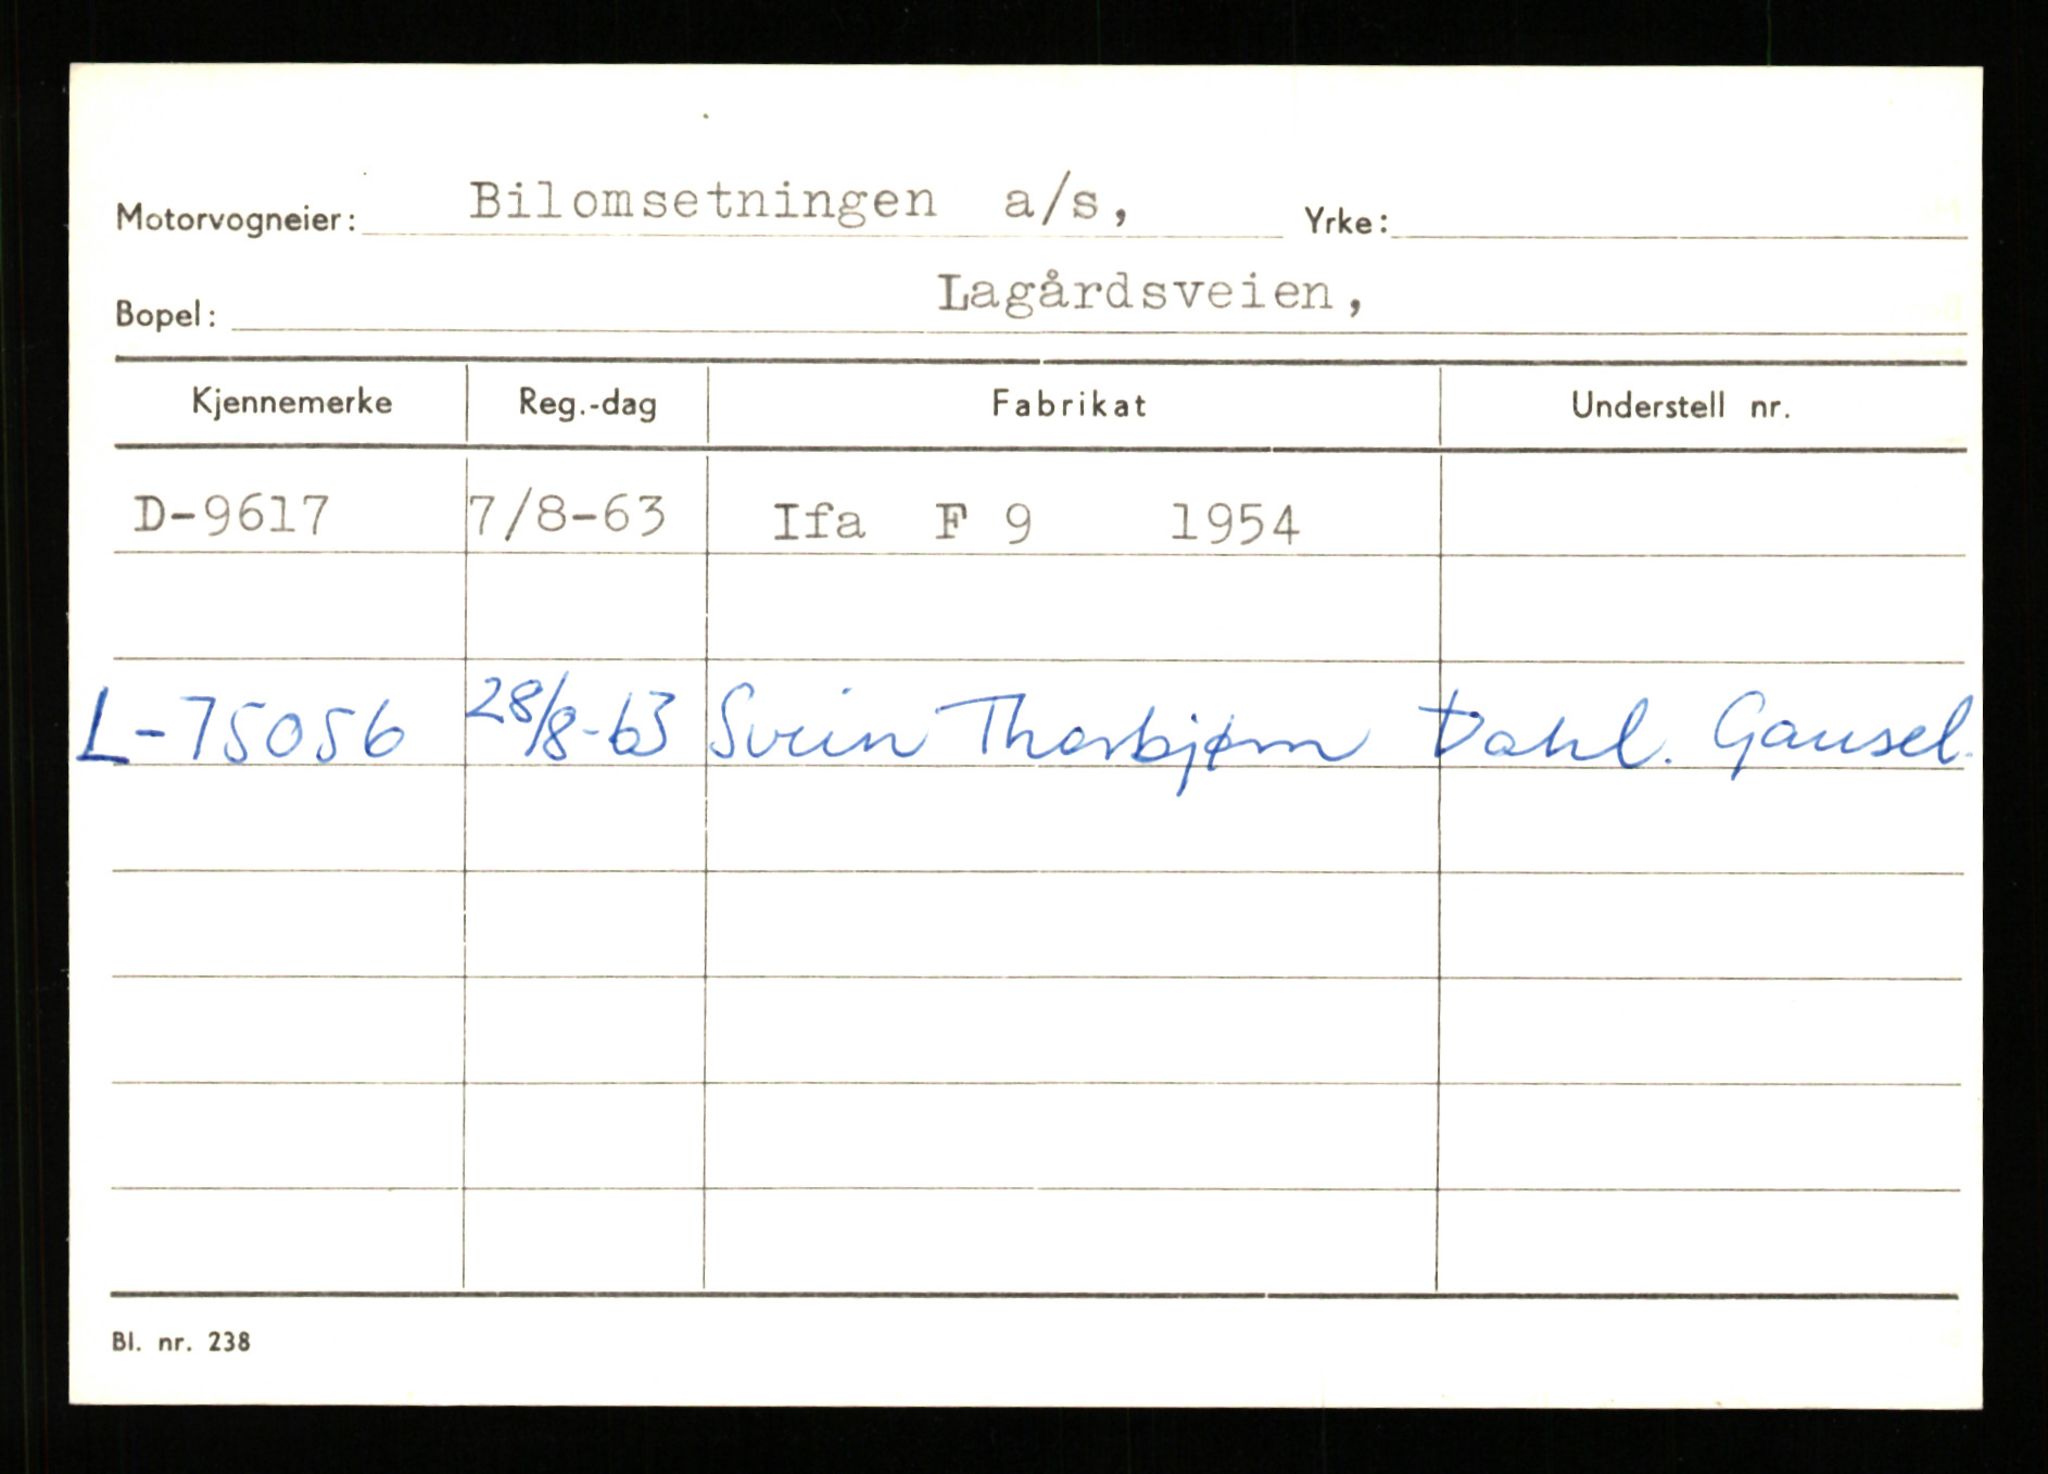 Motorvogneier: Bilomsetningen a/s, Yrke:
Bopel: Lagårdsveien,
Kjennemerke Reg.-dag Fabrikat Understell nr.
D-9617 7/8-63 Ifa F 9 1954
L-75056 28/8-63 Svein Thorbjørn Dahl. Gausel.
Bl. nr. 238